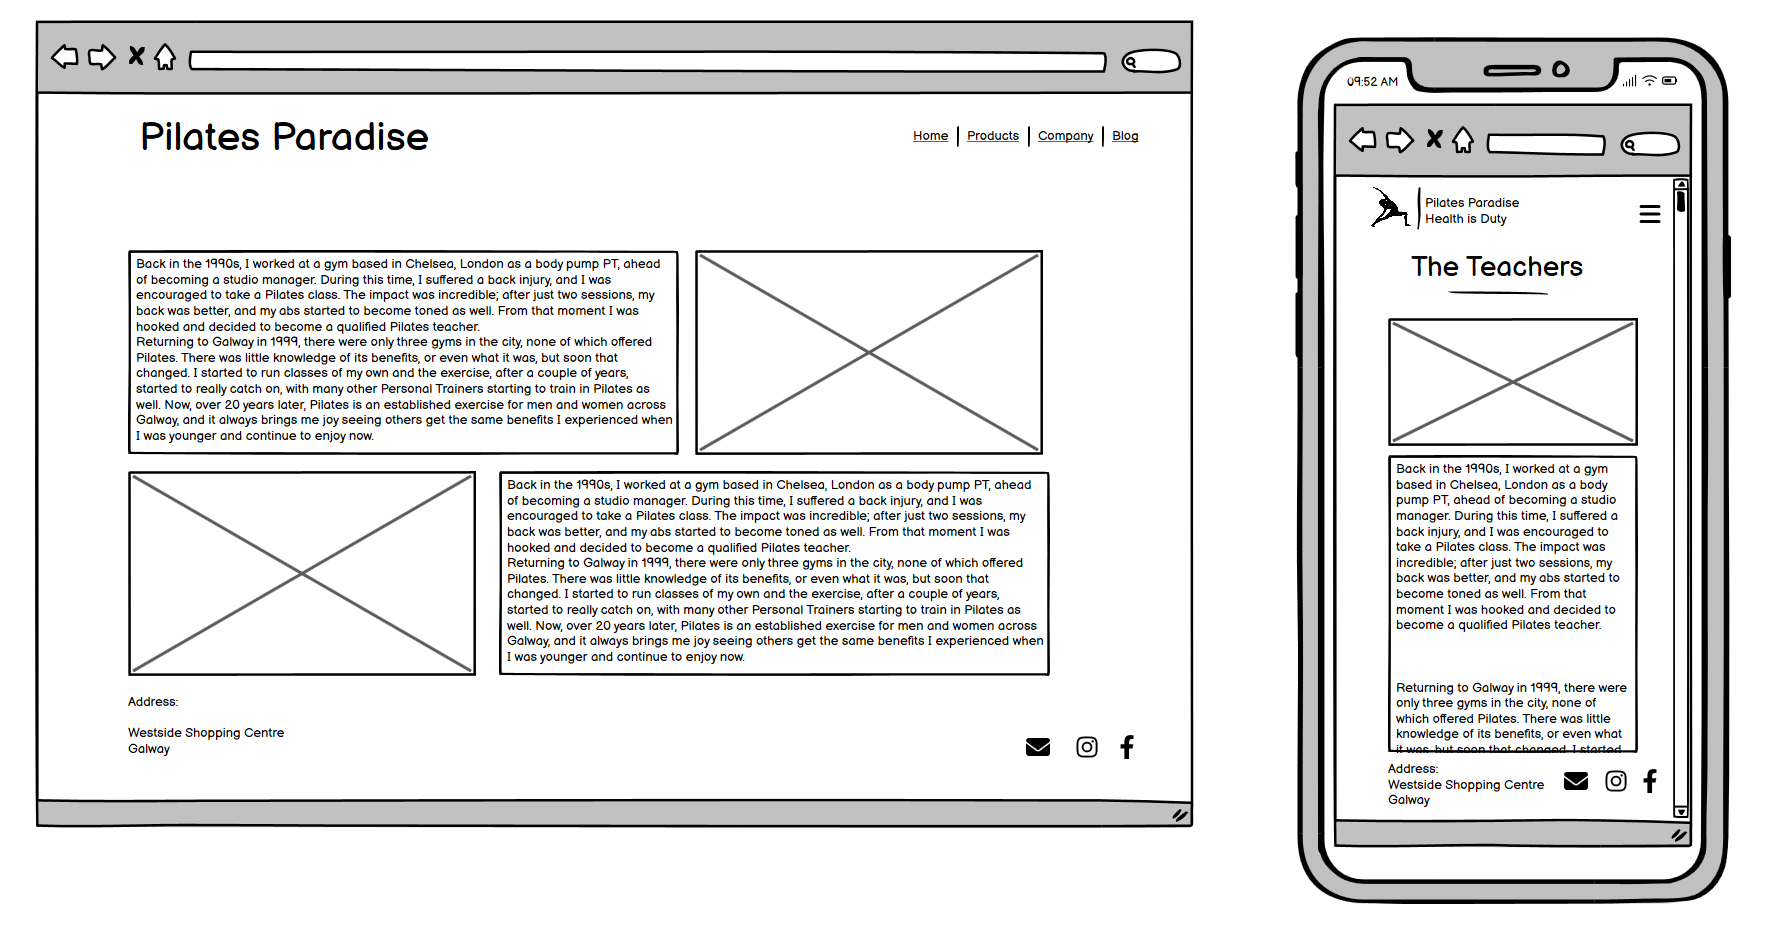 Pilates Paradise
Home
Products
Company
Blog
Back in the 1990s, I worked at a gym based in Chelsea, London as a body pump PT, ahead
of becoming a studio manager. During this time, I suffered a back injury, and I was
encouraged to take a Pilates class. The impact was incredible; after just two sessions, my
back was better, and my abs started to become toned as well. From that moment I was
hooked and decided to become a qualified Pilates teacher.
Returning to Galway in 1999, there were only three gyms in the city, none of which offered
Pilates. There was little knowledge of its benefits, or even what it was, but soon that
changed. I started to run classes of my own and the exercise, after a couple of years,
started to really catch on, with many other Personal Trainers starting to train in Pilates as
well. Now, over 20 years later, Pilates is an established exercise for men and women across
Galway, and it always brings me joy seeing others get the same benefits I experienced when
I was younger and continue to enjoy now.
Back in the 1990s, I worked at a gym based in Chelsea, London as a body pump PT, ahead
of becoming a studio manager. During this time, I suffered a back injury, and I was
encouraged to take a Pilates class. The impact was incredible; after just two sessions, my
back was better, and my abs started to become toned as well. From that moment I was
hooked and decided to become a qualified Pilates teacher.
Returning to Galway in 1999, there were only three gyms in the city, none of which offered
Pilates. There was little knowledge of its benefits, or even what it was, but soon that
changed. I started to run classes of my own and the exercise, after a couple of years,
started to really catch on, with many other Personal Trainers starting to train in Pilates as
well. Now, over 20 years later, Pilates is an established exercise for men and women across
Galway, and it always brings me joy seeing others get the same benefits I experienced when
I was younger and continue to enjoy now.
Address:
Westside Shopping Centre
Galway
09:52 AM
Pilates Paradise
Health is Duty
The Teachers
Back in the 1990s, I worked at a gym
based in Chelsea, London as a body
pump PT, ahead of becoming a studio
manager. During this time, I suffered a
back injury, and I was encouraged to
take a Pilates class. The impact was
incredible; after just two sessions, my
back was better, and my abs started to
become toned as well. From that
moment I was hooked and decided to
become a qualified Pilates teacher.
Returning to Galway in 1999, there were
only three gyms in the city, none of
which offered Pilates. There was little
knowledge of its benefits, or even what
it was, but soon that changed. I started
Address:
Westside Shopping Centre
Galway